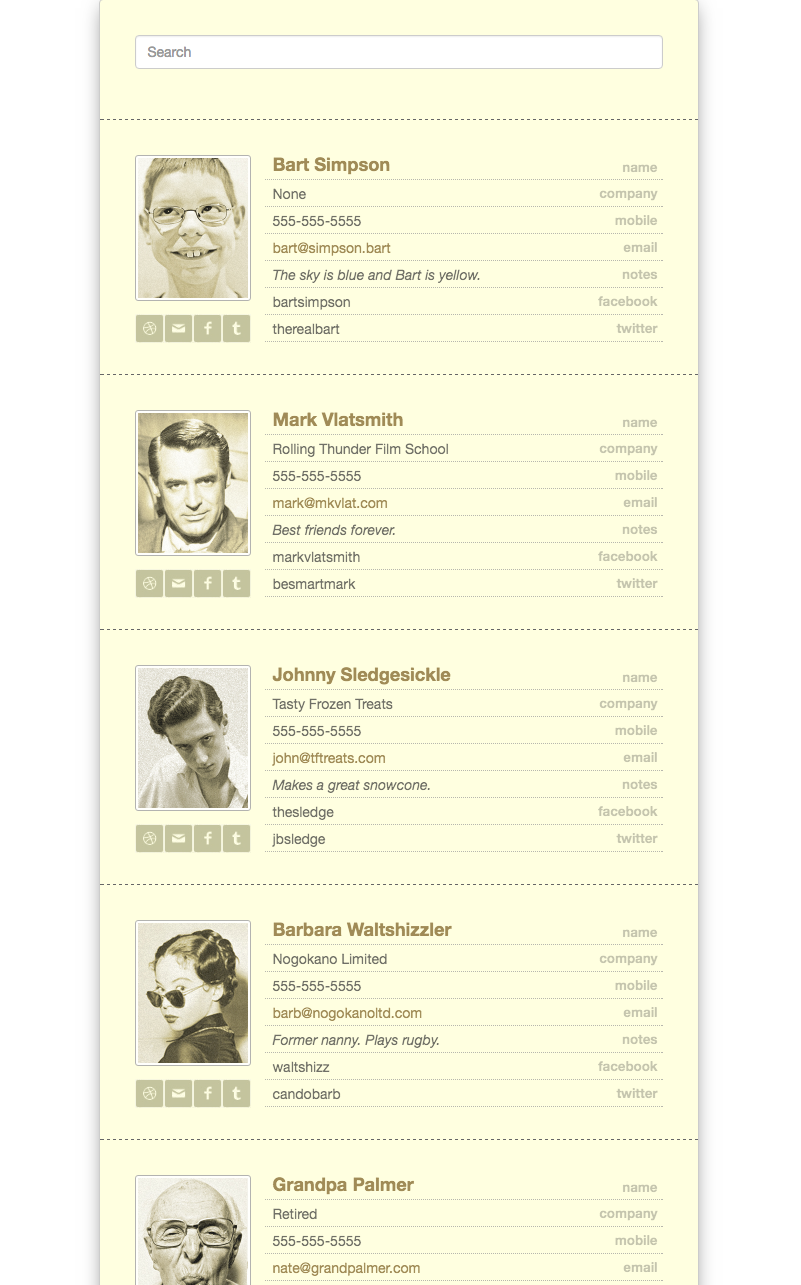 Search
Bart Simpson name
None company
555-555-5555 mobile
bart@simpson.bart email
The sky is blue and Bart is yellow. notes
bartsimpson facebook
therealbart twitter
Mark Vlatsmith name
Rolling Thunder Film School company
555-555-5555 mobile
mark@mkvlat.com email
Best friends forever. notes
markvlatsmith facebook
besmartmark twitter
Johnny Sledgesickle name
Tasty Frozen Treats company
555-555-5555 mobile
john@tftreats.com email
Makes a great snowcone. notes
thesledge facebook
jbsledge twitter
Barbara Waltshizzler name
Nogokano Limited company
555-555-5555 mobile
barb@nogokanoltd.com email
Former nanny. Plays rugby. notes
waltshizz facebook
candobarb twitter
Grandpa Palmer name
Retired company
555-555-5555 mobile
nate@grandpalmer.com email